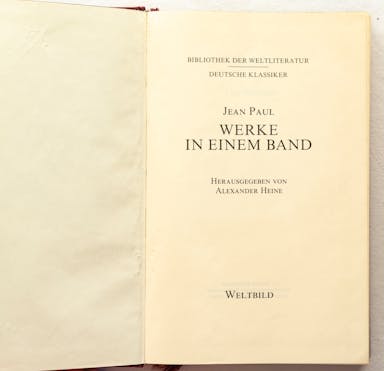 BIBLIOTHEK DER WELTLITERATUR
DEUTSCHE KLASSIKER
JEAN PAUL
WERKE
IN EINEM BAND
HERAUSGEGEBEN VON
ALEXANDER HEINE
WELTBILD